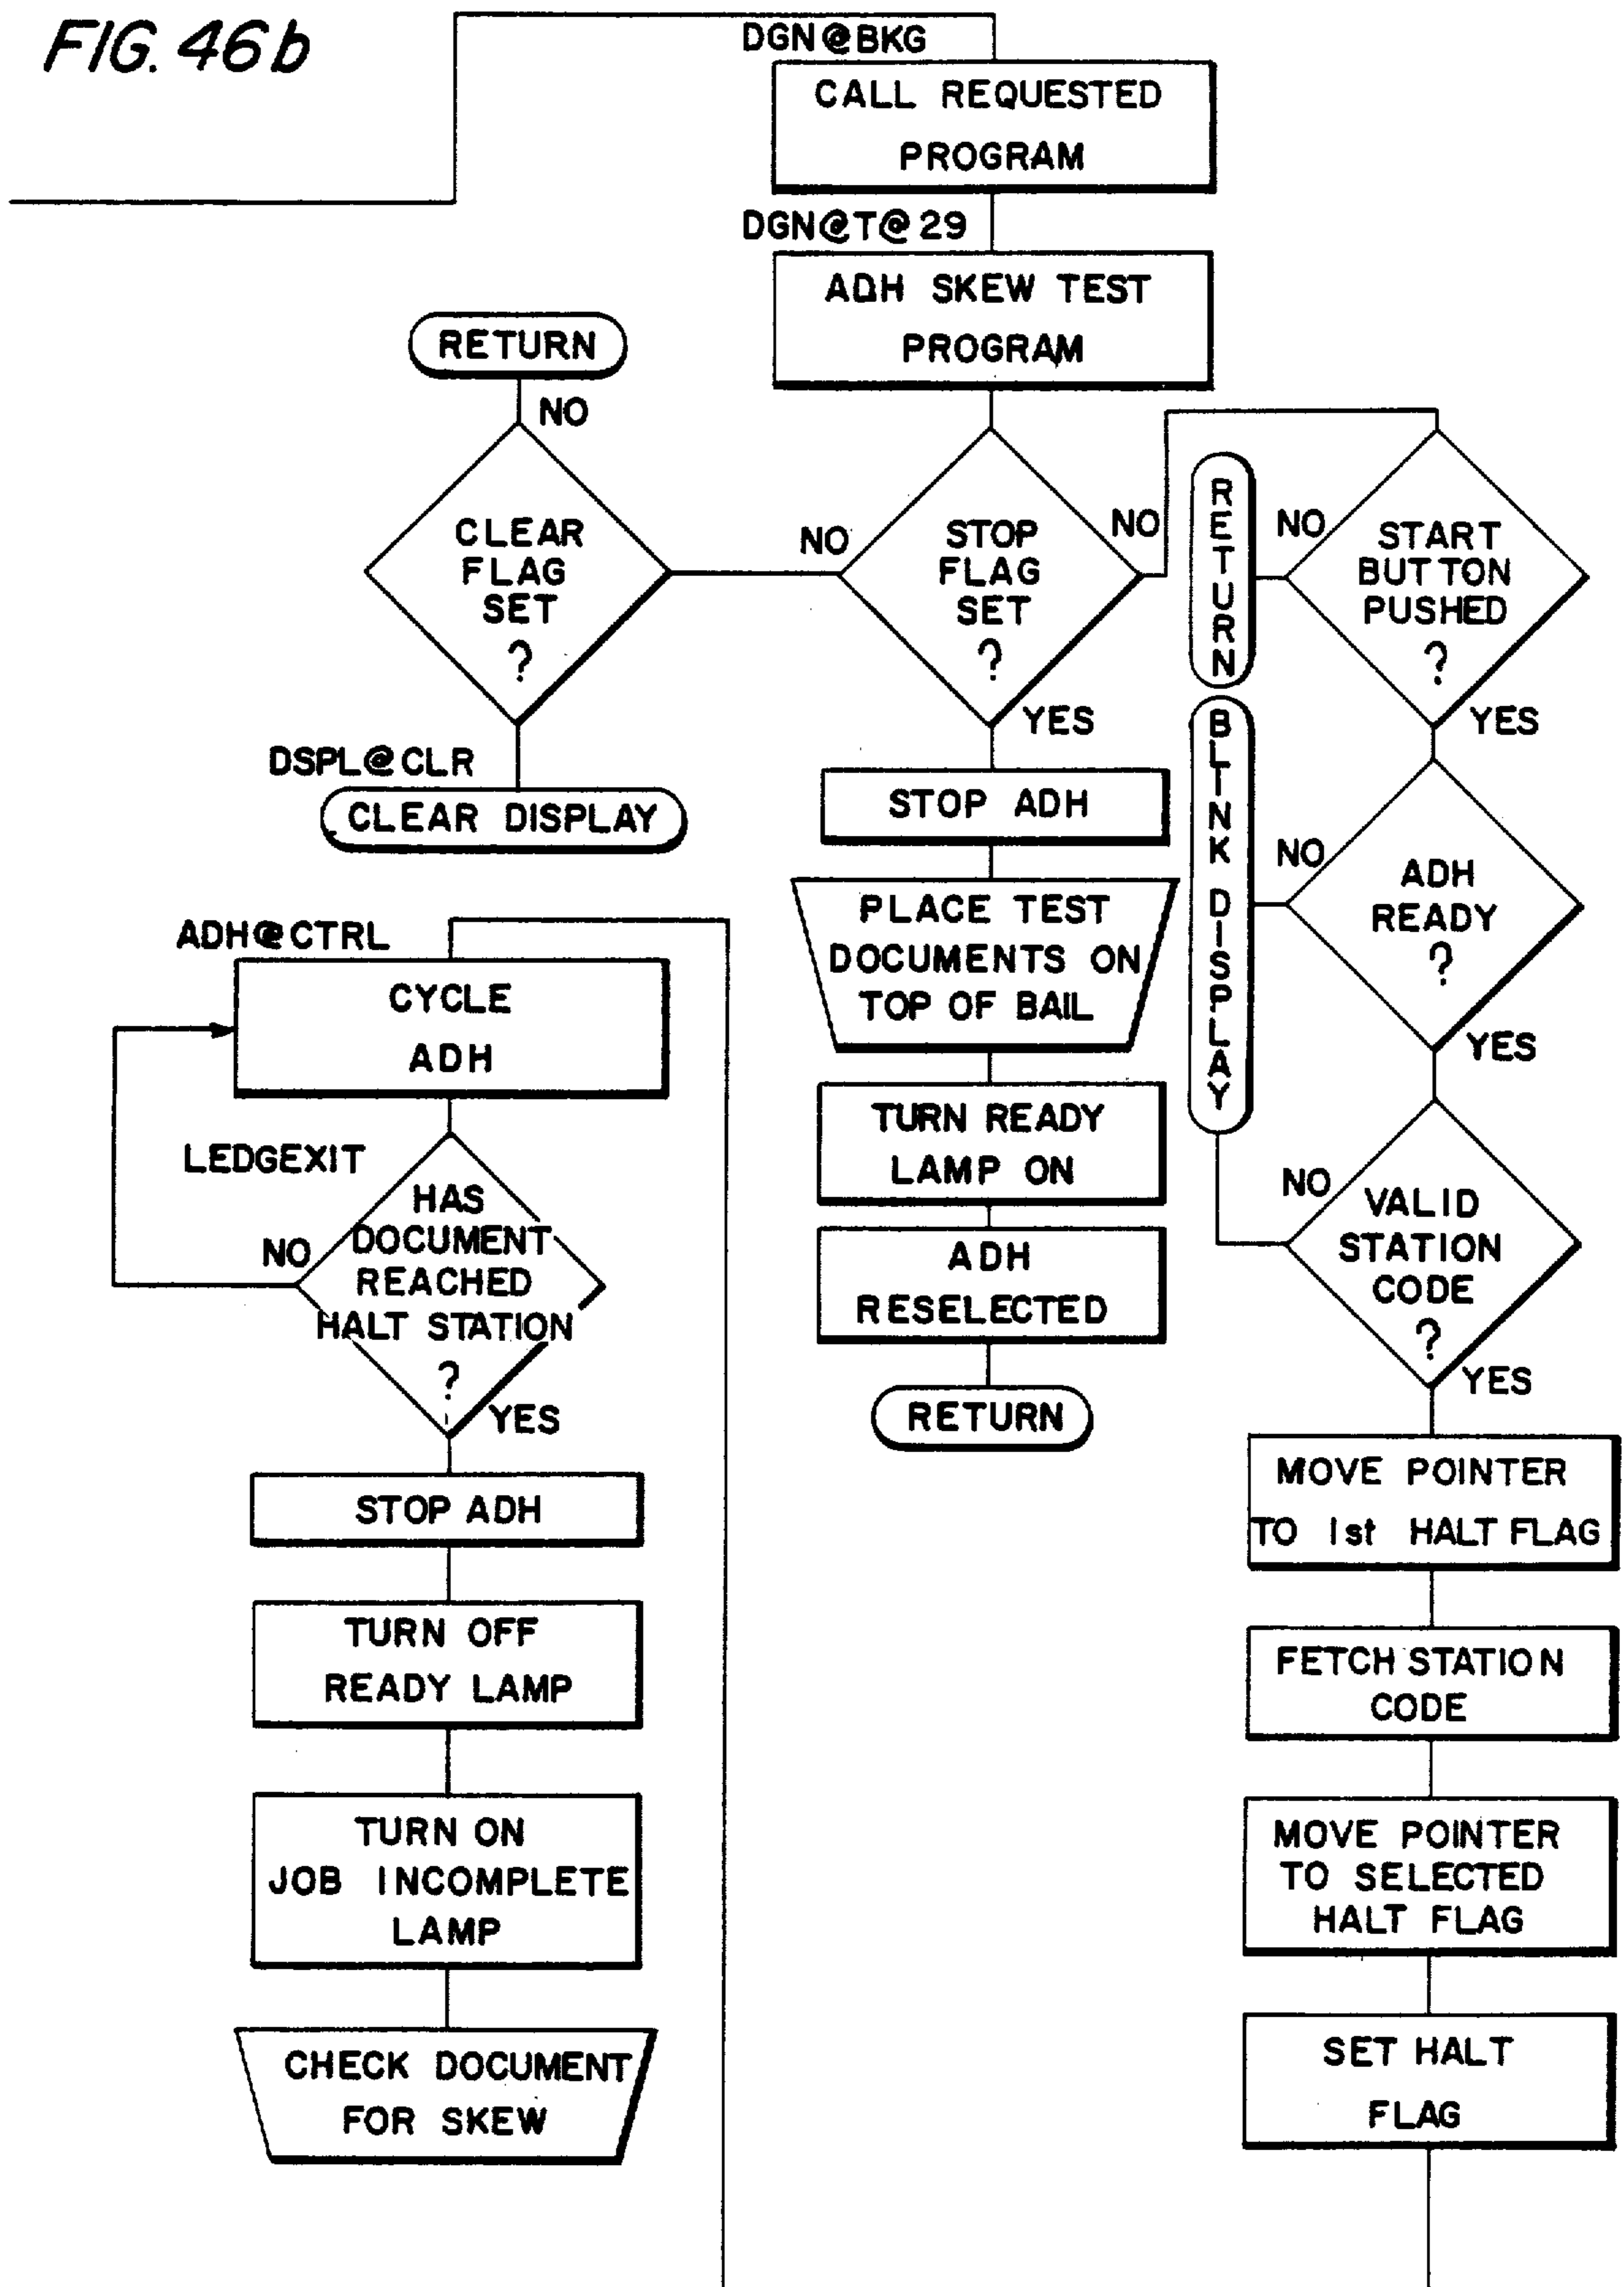 FIG. 46b
DGN@BKG
CALL REQUESTED
PROGRAM
DGN@T@29
ADH SKEW TEST
PROGRAM
RETURN
NO
CLEAR
FLAG
SET
?
DSPL@CLR
CLEAR DISPLAY
NO
STOP
FLAG
SET
?
NO
YES
STOP ADH
PLACE TEST
DOCUMENTS ON
TOP OF BAIL
TURN READY
LAMP ON
ADH
RESELECTED
RETURN
RETURN
NO
START
BUTTON
PUSHED
?
YES
BLINK DISPLAY
NO
ADH
READY
?
YES
NO
VALID
STATION
CODE
?
YES
MOVE POINTER
TO 1st HALT FLAG
FETCH STATION
CODE
MOVE POINTER
TO SELECTED
HALT FLAG
SET HALT
FLAG
ADH@CTRL
CYCLE
ADH
LEDGEXIT
NO
HAS
DOCUMENT
REACHED
HALT STATION
?
YES
STOP ADH
TURN OFF
READY LAMP
TURN ON
JOB INCOMPLETE
LAMP
CHECK DOCUMENT
FOR SKEW